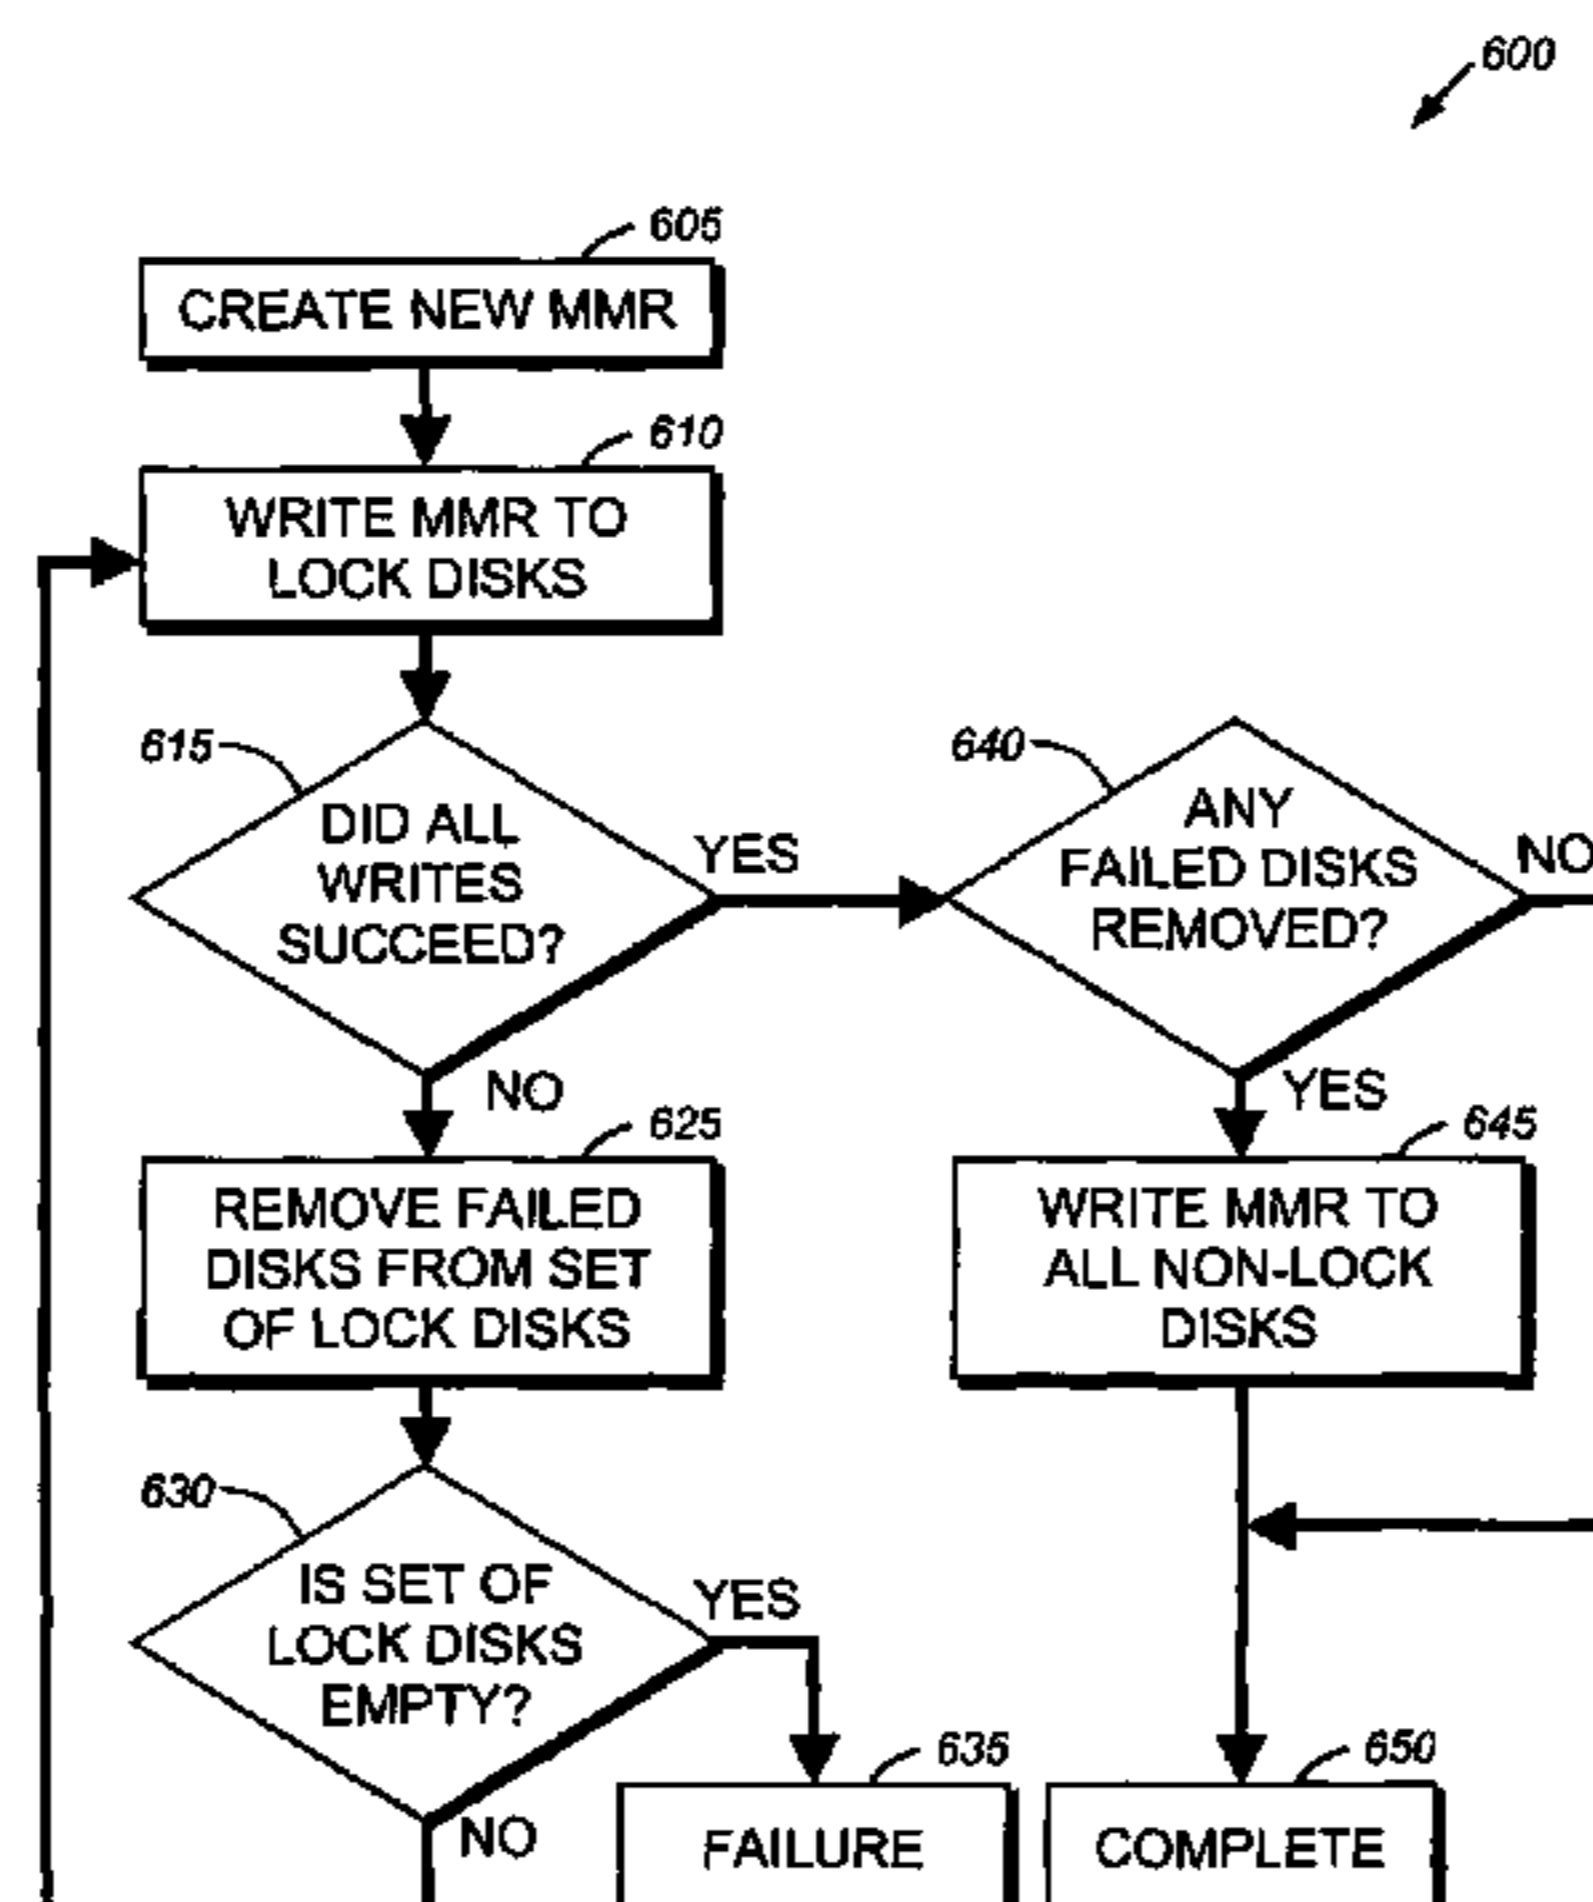 600
605
CREATE NEW MMR
610
WRITE MMR TO
LOCK DISKS
615
DID ALL
WRITES
SUCCEED?
YES
NO
640
ANY
FAILED DISKS
REMOVED?
NO
YES
625
REMOVE FAILED
DISKS FROM SET
OF LOCK DISKS
645
WRITE MMR TO
ALL NON-LOCK
DISKS
630
IS SET OF
LOCK DISKS
EMPTY?
YES
NO
635
FAILURE
650
COMPLETE